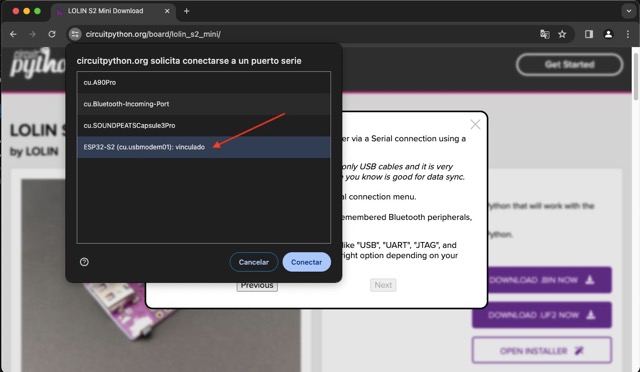 LOLIN S2 Mini Download
circuitpython.org/board/lolin_s2_mini/
Get Started
circuitpython.org solicita conectarse a un puerto serie
cu.A90Pro
cu.Bluetooth-Incoming-Port
cu.SOUNDPEATSCapsule3Pro
ESP32-S2 (cu.usbmodem01): vinculado
Cancelar
Conectar
LOLIN
by LOLIN
er via a Serial connection using a
only USB cables and it is very
you know is good for data sync.
al connection menu.
emembered Bluetooth peripherals,
like "USB", "UART", "JTAG", and
right option depending on your
Previous
Next
ython that will work with the
Python.
DOWNLOAD .BIN NOW
DOWNLOAD .UF2 NOW
OPEN INSTALLER